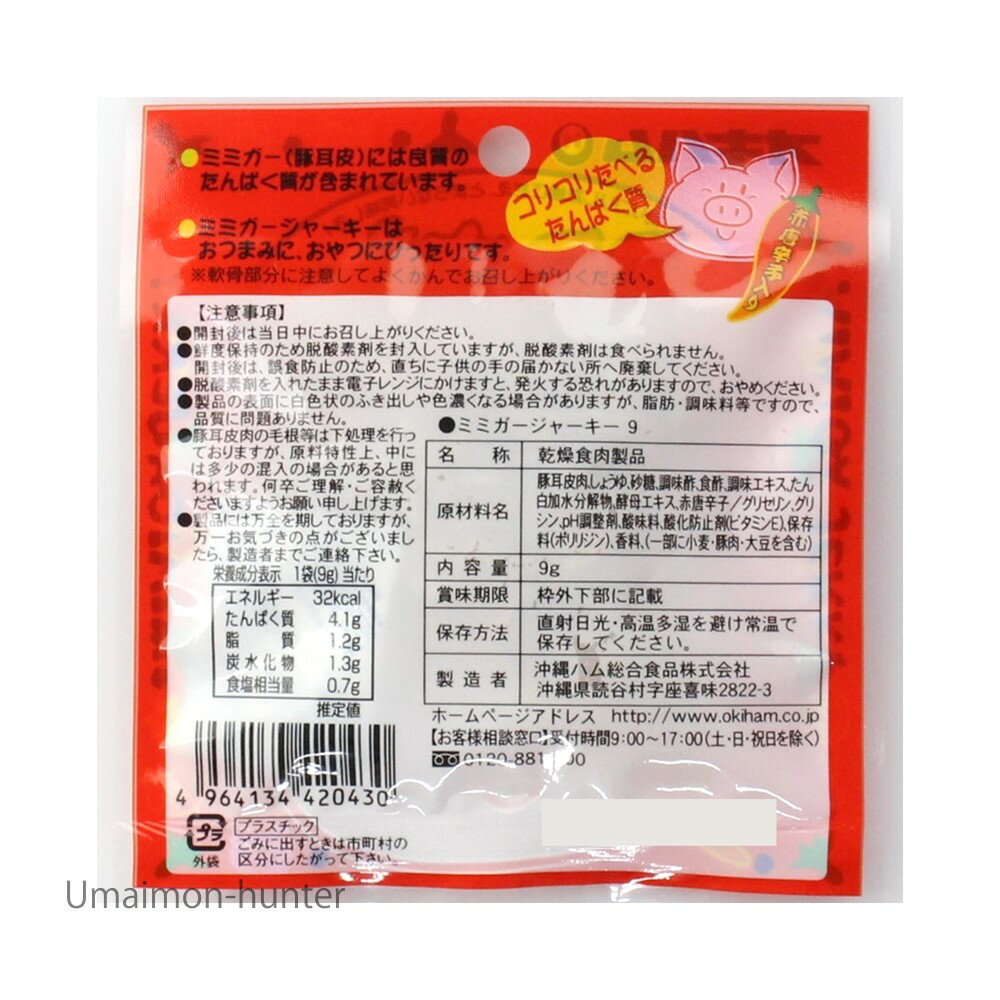 ミミガー(豚耳皮)には良質の
たんぱく質が含まれています。
ミミガージャーキーは
おつまみに、おやつにぴったりです。
※軟骨部分に注意してよくかんでお召し上がりください。
コリコリたべる
たんぱく質
【注意事項】
●開封後は当日中にお召し上がりください。
●鮮度保持のため脱酸素剤を封入していますが、脱酸素剤は食べられません。
開封後は、誤食防止のため、直ちに子供の手の届かない所へ廃棄してください。
●脱酸素剤を入れたまま電子レンジにかけますと、発火する恐れがありますので、おやめください。
●製品の表面に白色状のふき出しや色濃くなる場合がありますが、脂肪・調味料等ですので、
品質に問題ありません。
●豚耳皮肉の毛根等は下処理を行っ
ておりますが、原料特性上、中に
は多少の混入の場合があると思
われます。何卒ご理解・ご容赦く
ださいますようお願い申し上げます。
●製品には万全を期しておりますが、
万一お気づきの点がございまし
たら、製造者までご連絡下さい。
栄養成分表示 1袋(9g)当たり
エネルギー 32kcal
たんぱく質 4.1g
脂質 1.2g
炭水化物 1.3g
食塩相当量 0.7g
推定値
●ミミガージャーキー 9
名称 乾燥食肉製品
原材料名 豚耳皮肉、しょうゆ、砂糖、調味酢、食酢、調味エキス、たん
白加水分解物、酵母エキス、赤唐辛子/グリセリン、グリ
シン、pH調整剤、酸味料、酸化防止剤(ビタミンE)、保存
料(ポリリジン)、香料、(一部に小麦・豚肉・大豆を含む)
内容量 9g
賞味期限 枠外下部に記載
保存方法 直射日光・高温多湿を避け常温で
保存してください。
製造者 沖縄ハム総合食品株式会社
沖縄県読谷村字座喜味2822-3
ホームページアドレス http://www.okiham.co.jp
【お客様相談窓口】受付時間9:00~17:00(土・日・祝日を除く)
0120-881
4 964134 420430
プラ
外袋
プラスチック
ごみに出すときは市町村の
区分にしたがって下さい。
Umaimon-hunter